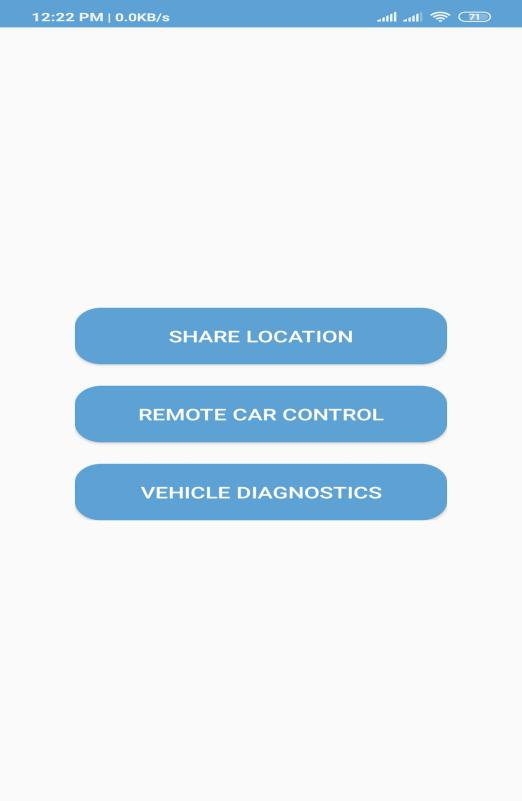 12:22 PM | 0.0KB/s 71
SHARE LOCATION
REMOTE CAR CONTROL
VEHICLE DIAGNOSTICS